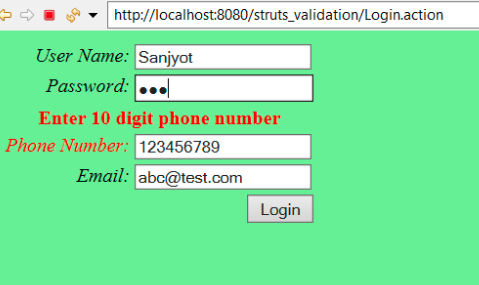 http://localhost:8080/struts_validation/Login.action
User Name: Sanjyot
Password: ●●●
Enter 10 digit phone number
Phone Number: 123456789
Email: abc@test.com
Login